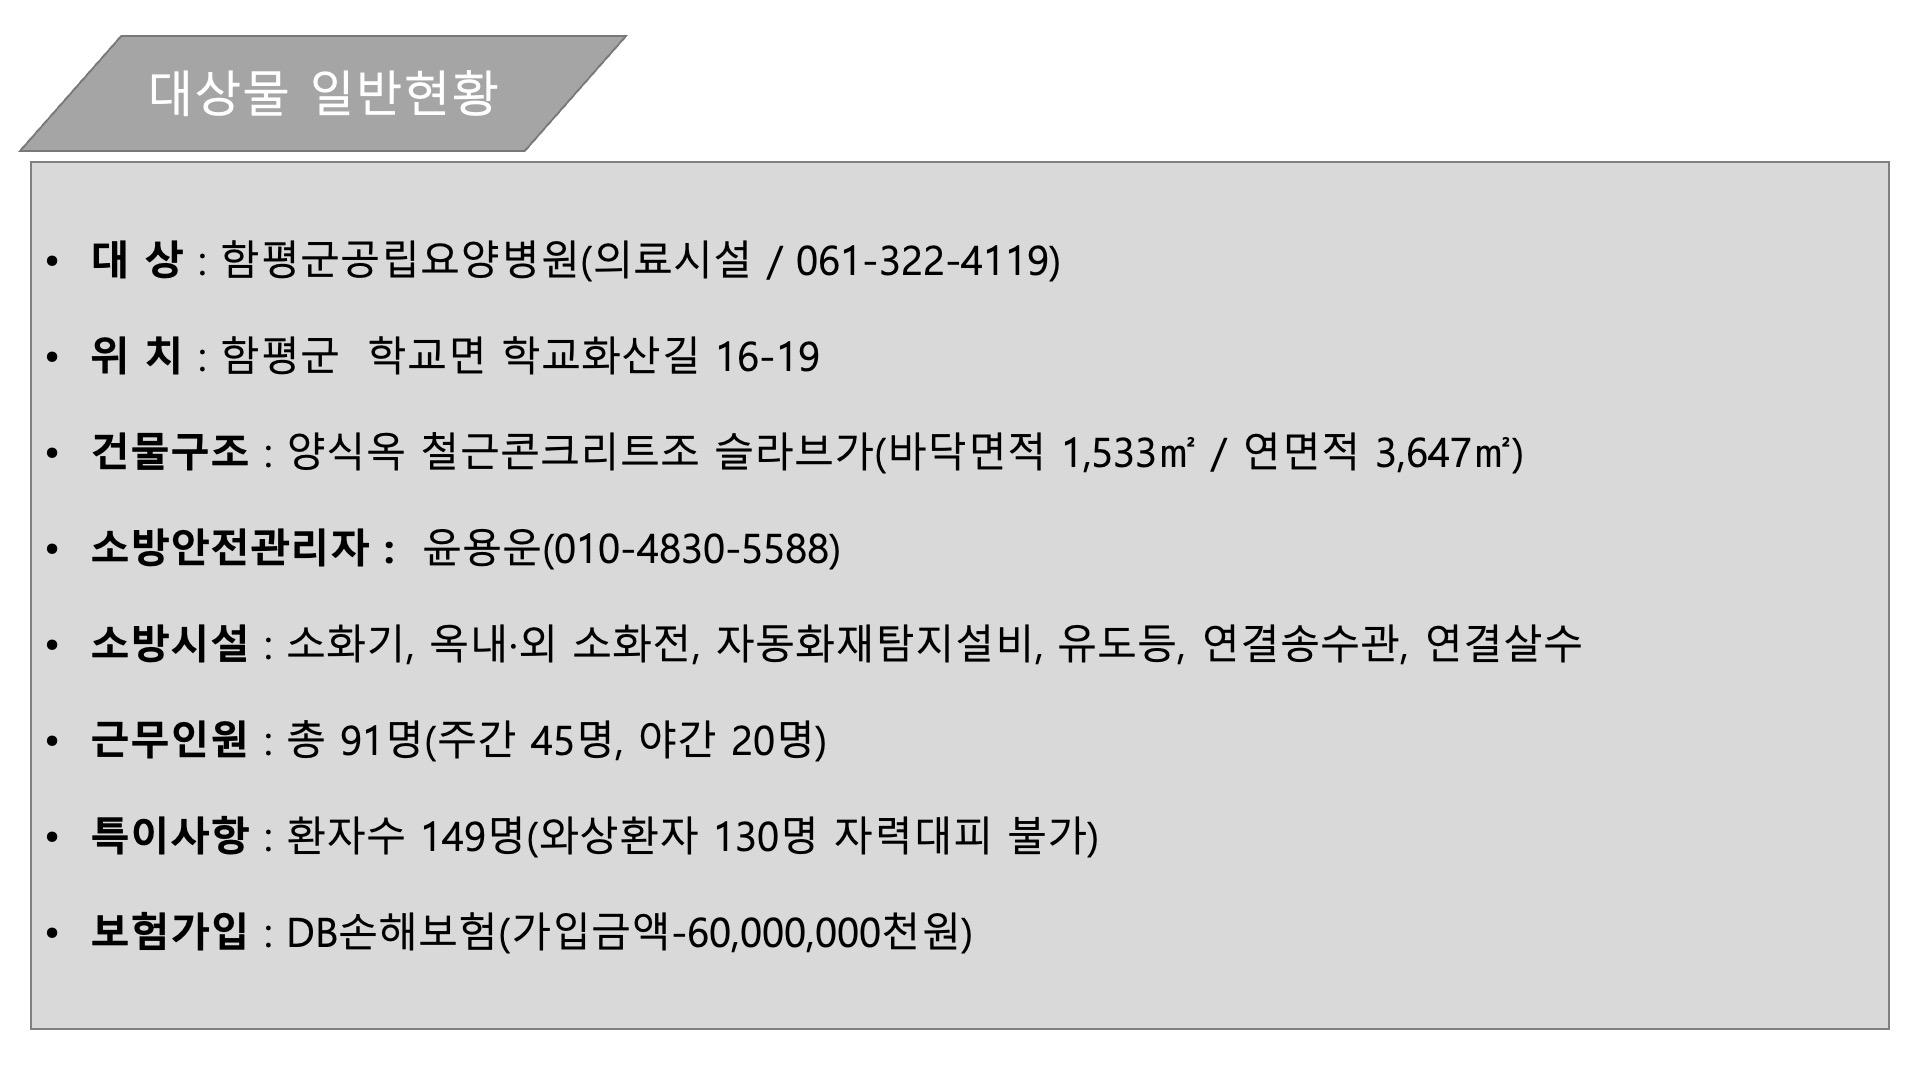 대상물 일반현황
• 대 상 : 함평군공립요양병원(의료시설 / 061-322-4119)
• 위 치 : 함평군  학교면 학교화산길 16-19
• 건물구조 : 양식옥 철근콘크리트조 슬라브가(바닥면적 1,533㎡ / 연면적 3,647㎡)
• 소방안전관리자 :  윤용운(010-4830-5588)
• 소방시설 : 소화기, 옥내·외 소화전, 자동화재탐지설비, 유도등, 연결송수관, 연결살수
• 근무인원 : 총 91명(주간 45명, 야간 20명)
• 특이사항 : 환자수 149명(와상환자 130명 자력대피 불가)
• 보험가입 : DB손해보험(가입금액-60,000,000천원)